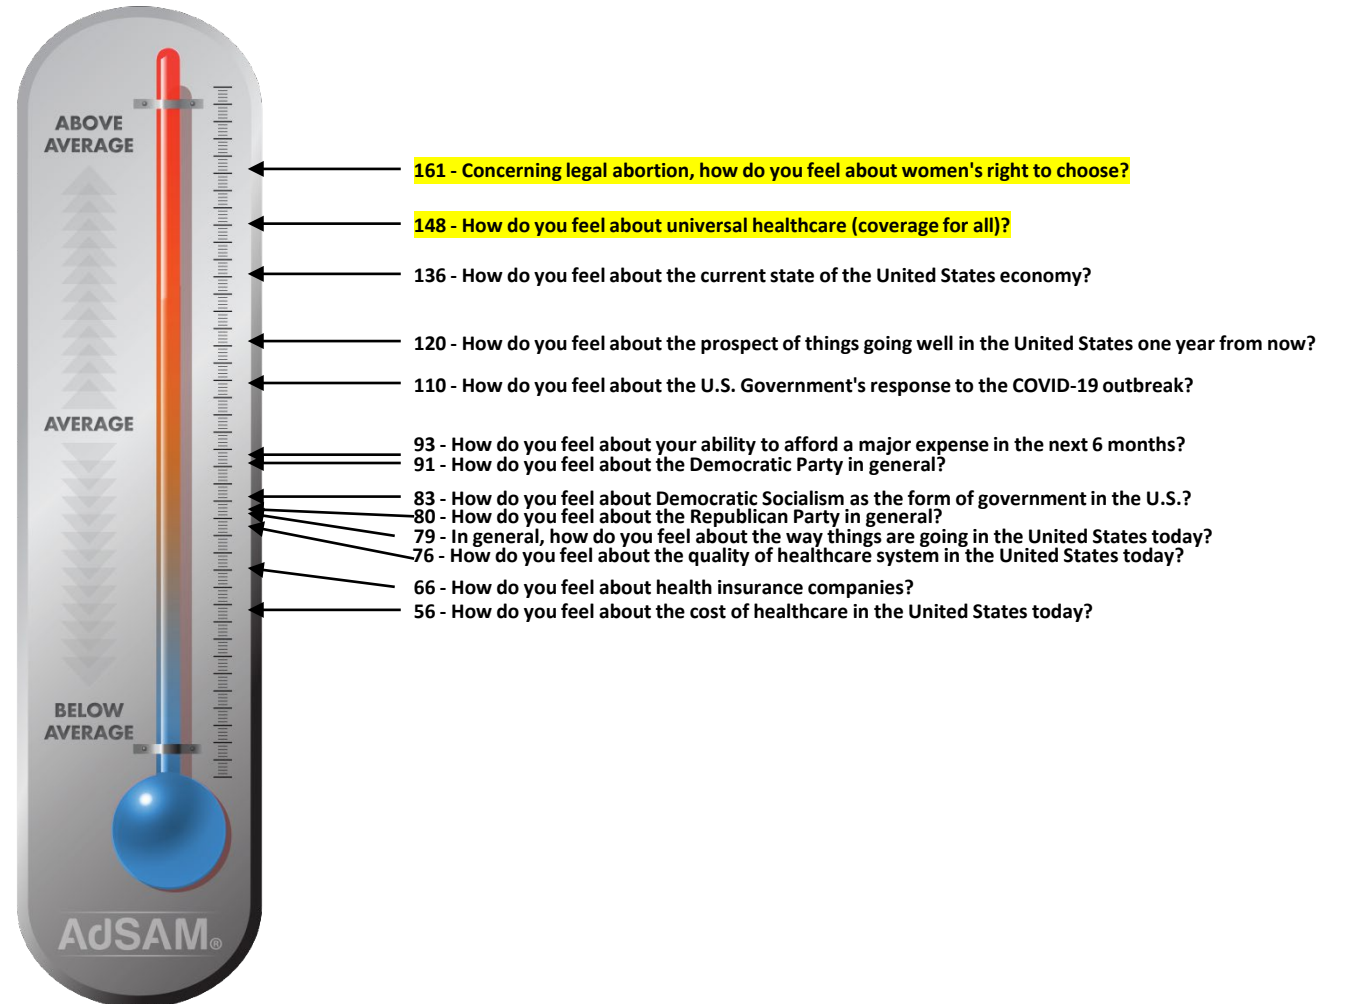 ABOVE
AVERAGE
161 - Concerning legal abortion, how do you feel about women's right to choose?
148 - How do you feel about universal healthcare (coverage for all)?
136 - How do you feel about the current state of the United States economy?
120 - How do you feel about the prospect of things going well in the United States one year from now?
110 - How do you feel about the U.S. Government's response to the COVID-19 outbreak?
AVERAGE
93 - How do you feel about your ability to afford a major expense in the next 6 months?
91 - How do you feel about the Democratic Party in general?
83 - How do you feel about Democratic Socialism as the form of government in the U.S.?
80 - How do you feel about the Republican Party in general?
79 - In general, how do you feel about the way things are going in the United States today?
76 - How do you feel about the quality of healthcare system in the United States today?
66 - How do you feel about health insurance companies?
56 - How do you feel about the cost of healthcare in the United States today?
BELOW
AVERAGE
AdSAM®